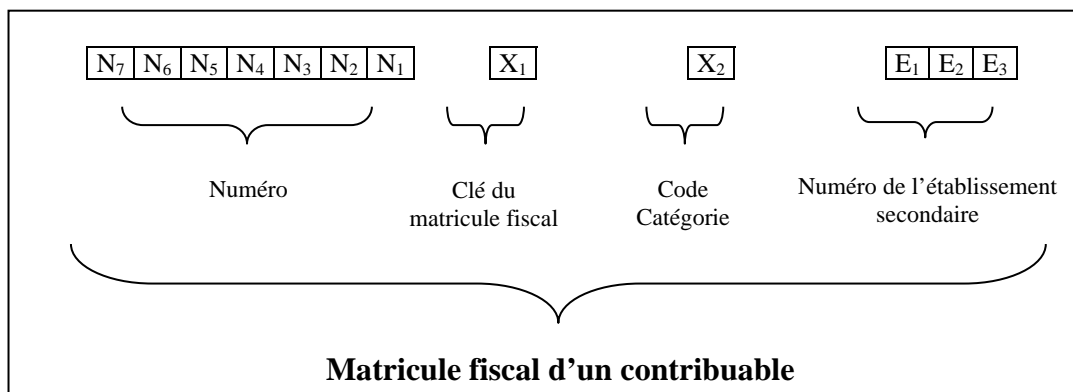 N₇ N₆ N₅ N₄ N₃ N₂ N₁ X₁ X₂ E₁ E₂ E₃
Numéro
Clé du
matricule fiscal
Code
Catégorie
Numéro de l’établissement
secondaire
Matricule fiscal d’un contribuable